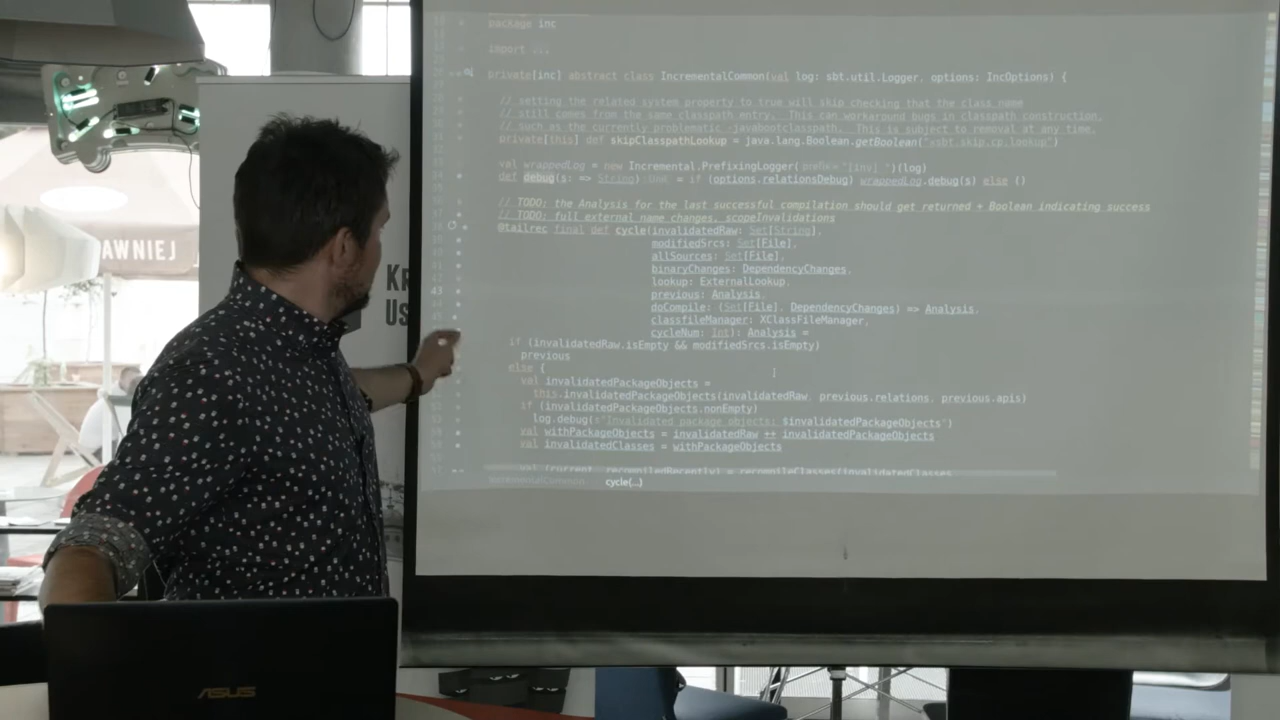 package inc
import ...
private[inc] abstract class IncrementalCommon(val log: sbt.util.Logger, options: IncOptions) {
// setting the related system property to true will skip checking that the class name
// still comes from the same classpath entry. This can workaround bugs in classpath construction,
// such as the currently problematic javabootclasspath. This is subject to removal at any time.
private[this] def skipClasspathLookup = java.lang.Boolean.getBoolean("xsbt.skip.cp.lookup")
val wrappedLog = new Incremental.PrefixingLogger( prefix = "[inv] ")(log)
def debug(s: => String): Unit = if (options.relationsDebug) wrappedLog.debug(s) else ()
// TODO: the Analysis for the last successful compilation should get returned + Boolean indicating success
// TODO: full external name changes, scopeInvalidations
@tailrec final def cycle(invalidatedRaw: Set[String],
modifiedSrcs: Set[File],
allSources: Set[File],
binaryChanges: DependencyChanges,
lookup: ExternalLookup,
43 previous: Analysis,
doCompile: (Set[File], DependencyChanges) => Analysis,
classfileManager: XClassFileManager,
cycleNum: Int): Analysis =
if (invalidatedRaw.isEmpty && modifiedSrcs.isEmpty)
previous
else {
val invalidatedPackageObjects =
this.invalidatedPackageObjects(invalidatedRaw, previous.relations, previous.apis)
if (invalidatedPackageObjects.nonEmpty)
log.debug(s"Invalidated package objects: $invalidatedPackageObjects")
val withPackageObjects = invalidatedRaw ++ invalidatedPackageObjects
val invalidatedClasses = withPackageObjects
val (current, recompiledRecently) = recompileClasses(invalidatedClasses,
IncrementalCommon cycle(...)
AWNIEJ
KR
US
ASUS